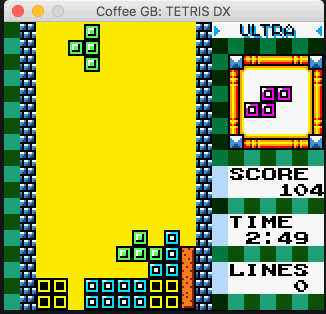 Coffee GB: TETRIS DX
ULTRA
SCORE
104
TIME
2:49
LINES
0